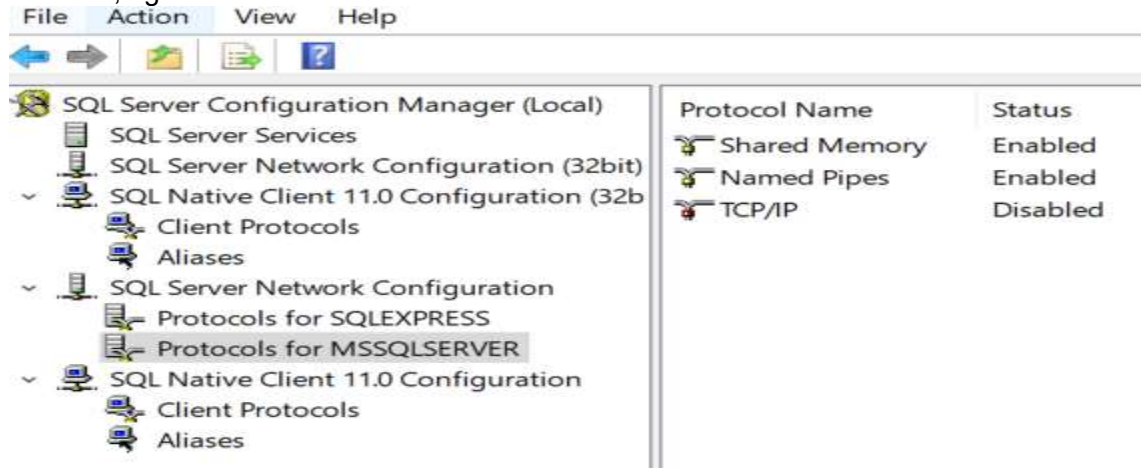 File Action View Help
SQL Server Configuration Manager (Local)
SQL Server Services
SQL Server Network Configuration (32bit)
SQL Native Client 11.0 Configuration (32b
Client Protocols
Aliases
SQL Server Network Configuration
Protocols for SQLEXPRESS
Protocols for MSSQLSERVER
SQL Native Client 11.0 Configuration
Client Protocols
Aliases
Protocol Name Status
Shared Memory Enabled
Named Pipes Enabled
TCP/IP Disabled